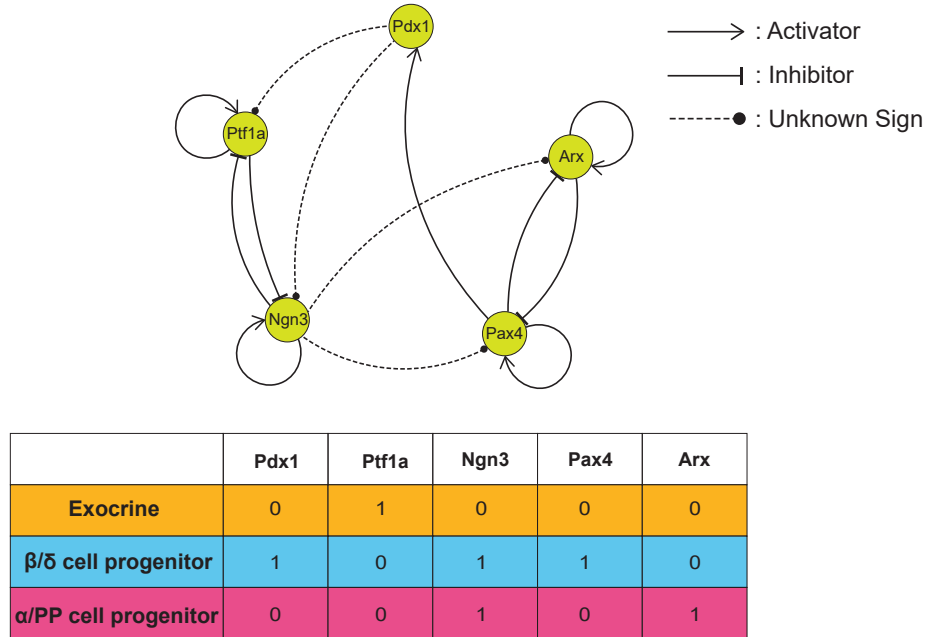 Pdx1
: Activator
: Inhibitor
: Unknown Sign
Ptf1a
Arx
Ngn3
Pax4
Pdx1 Ptf1a Ngn3 Pax4 Arx
Exocrine 0 1 0 0 0
β/δ cell progenitor 1 0 1 1 0
α/PP cell progenitor 0 0 1 0 1